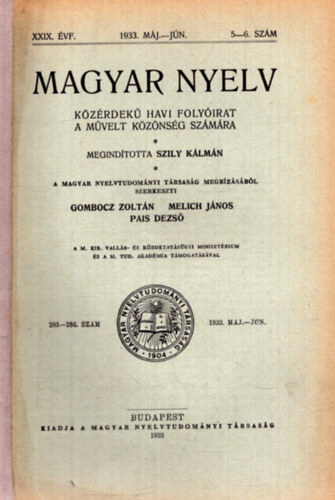 XXIX. ÉVF. 1933. MÁJ.—JÚN. 5—6. SZÁM
MAGYAR NYELV
KÖZÉRDEKŰ HAVI FOLYÓIRAT
A MŰVELT KÖZÖNSÉG SZÁMÁRA
*
MEGINDÍTOTTA SZILY KÁLMÁN
*
A MAGYAR NYELVTUDOMÁNYI TÁRSASÁG MEGBÍZÁSÁBÓL
SZERKESZTI
GOMBOCZ ZOLTÁN MELICH JÁNOS
PAIS DEZSŐ
A M. KIR. VALLÁS- ÉS KÖZOKTATÁSÜGYI MINISZTÉRIUM
ÉS A M. TUD. AKADÉMIA TÁMOGATÁSÁVAL
MAGYAR NYELVTUDOMÁNYI TÁRSASÁG
• 1904 •
SZÁM 1933. MÁJ.—JÚN.
BUDAPEST
KIADJA A MAGYAR NYELVTUDOMÁNYI TÁRSASÁG
1933